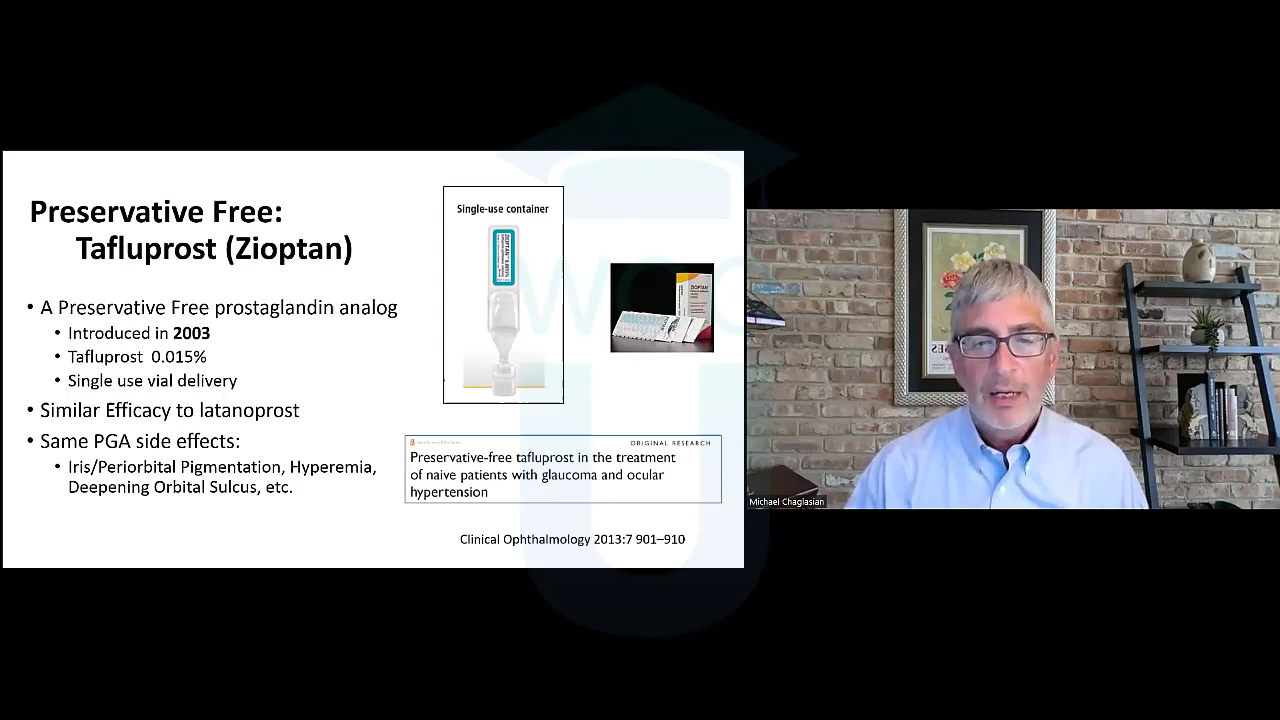 Preservative Free:
Tafluprost (Zioptan)
• A Preservative Free prostaglandin analog
• Introduced in 2003
• Tafluprost 0.015%
• Single use vial delivery
• Similar Efficacy to latanoprost
• Same PGA side effects:
• Iris/Periorbital Pigmentation, Hyperemia,
Deepening Orbital Sulcus, etc.
Single-use container
ZIOPTAN
ZIOPTAN
ORIGINAL RESEARCH
Preservative-free tafluprost in the treatment
of naive patients with glaucoma and ocular
hypertension
Clinical Ophthalmology 2013:7 901–910
Michael Chaglasian